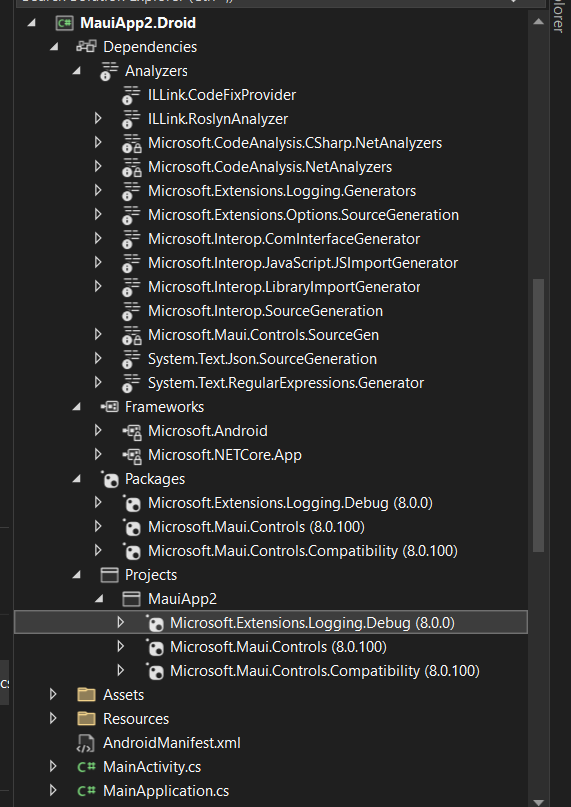 MauiApp2.Droid
Dependencies
Analyzers
ILLink.CodeFixProvider
ILLink.RoslynAnalyzer
Microsoft.CodeAnalysis.CSharp.NetAnalyzers
Microsoft.CodeAnalysis.NetAnalyzers
Microsoft.Extensions.Logging.Generators
Microsoft.Extensions.Options.SourceGeneration
Microsoft.Interop.ComInterfaceGenerator
Microsoft.Interop.JavaScript.JSImportGenerator
Microsoft.Interop.LibraryImportGenerator
Microsoft.Interop.SourceGeneration
Microsoft.Maui.Controls.SourceGen
System.Text.Json.SourceGeneration
System.Text.RegularExpressions.Generator
Frameworks
Microsoft.Android
Microsoft.NETCore.App
Packages
Microsoft.Extensions.Logging.Debug (8.0.0)
Microsoft.Maui.Controls (8.0.100)
Microsoft.Maui.Controls.Compatibility (8.0.100)
Projects
MauiApp2
Microsoft.Extensions.Logging.Debug (8.0.0)
Microsoft.Maui.Controls (8.0.100)
Microsoft.Maui.Controls.Compatibility (8.0.100)
Assets
Resources
AndroidManifest.xml
C# MainActivity.cs
C# MainApplication.cs